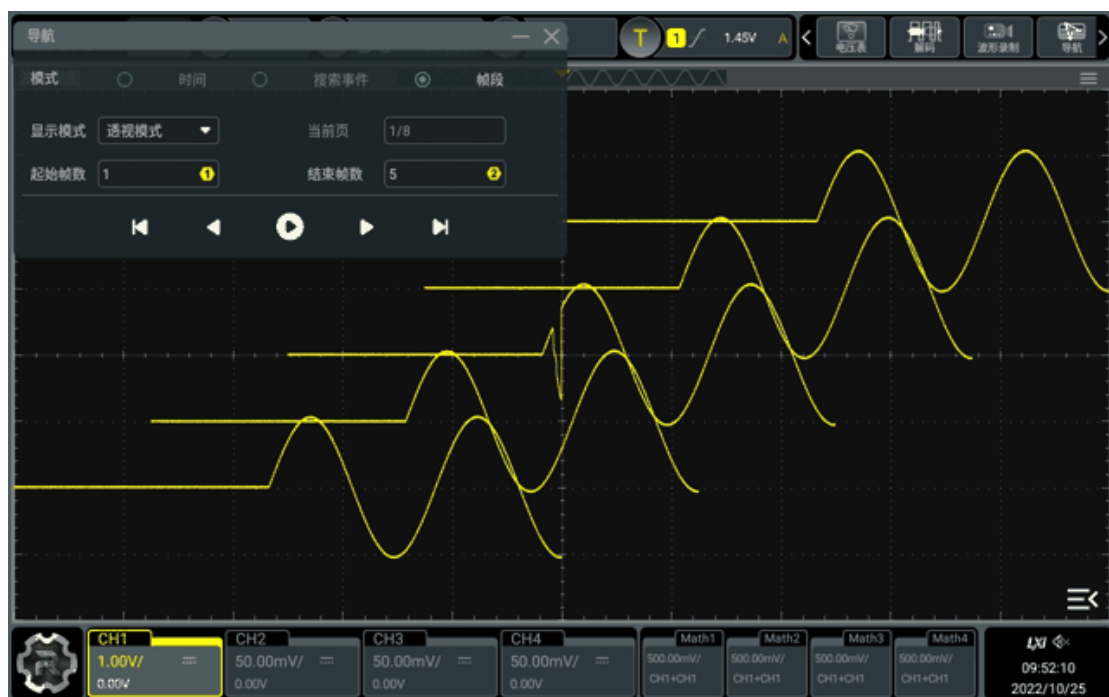 导航
T 1 1.45V A
电压表
解码
波形录制
导航
模式 时间 搜索事件 帧段
显示模式 透视模式 当前页 1/8
起始帧数 1 1 结束帧数 5 2
CH1 CH2 CH3 CH4 Math1 Math2 Math3 Math4
1.00V/ 50.00mV/ 50.00mV/ 50.00mV/ 500.00mV/ 500.00mV/ 500.00mV/ 500.00mV/
0.00V 0.00V 0.00V 0.00V CH1+CH1 CH1+CH1 CH1+CH1 CH1+CH1
LXI
09:52:10
2022/10/25